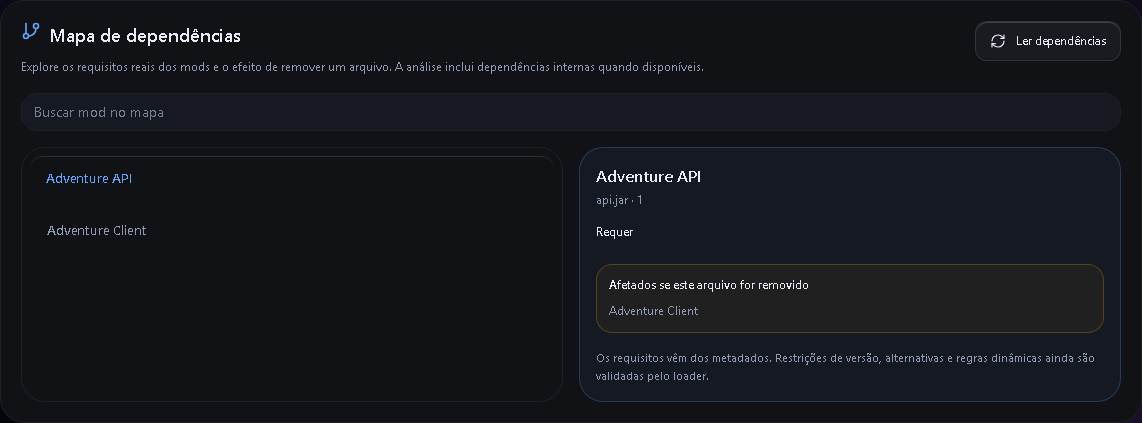 Mapa de dependências
Ler dependências
Explore os requisitos reais dos mods e o efeito de remover um arquivo. A análise inclui dependências internas quando disponíveis.
Buscar mod no mapa
Adventure API
Adventure Client
Adventure API
api.jar · 1
Requer
Afetados se este arquivo for removido
Adventure Client
Os requisitos vêm dos metadados. Restrições de versão, alternativas e regras dinâmicas ainda são
validadas pelo loader.